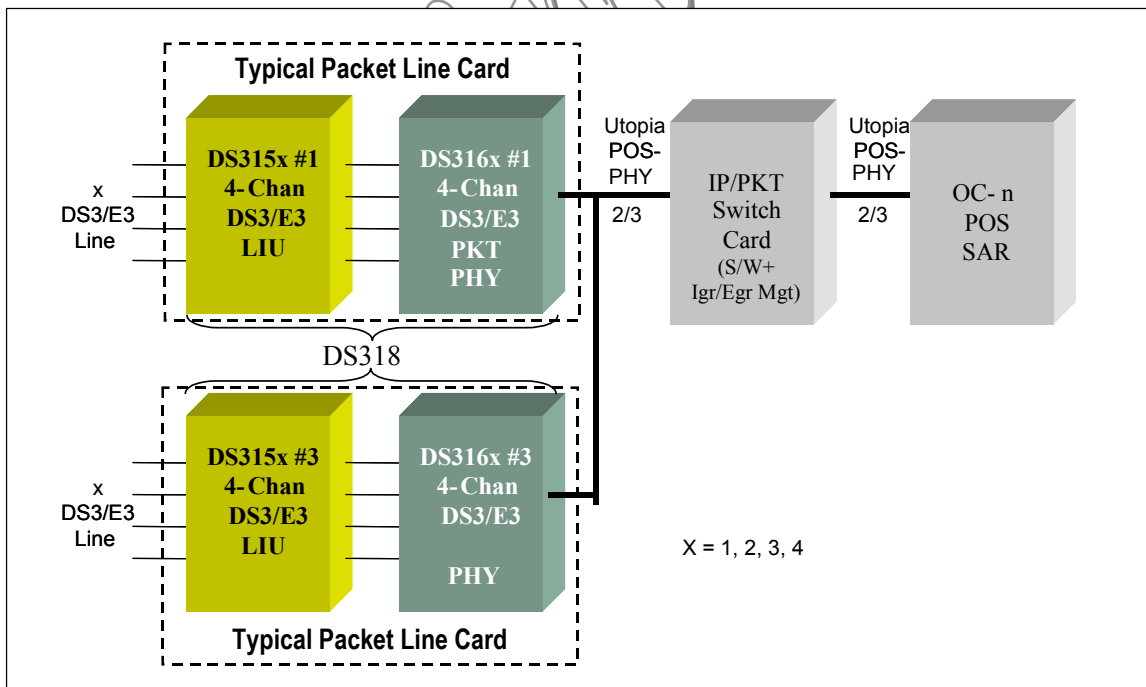 Typical Packet Line Card
x
DS3/E3
Line
DS315x #1
4-Chan
DS3/E3
LIU
DS316x #1
4-Chan
DS3/E3
PKT
PHY
Utopia
POS-
PHY
2/3
IP/PKT
Switch
Card
(S/W+
Igr/Egr Mgt)
Utopia
POS-
PHY
2/3
OC- n
POS
SAR
DS318
x
DS3/E3
Line
DS315x #3
4-Chan
DS3/E3
LIU
DS316x #3
4-Chan
DS3/E3
PHY
X = 1, 2, 3, 4
Typical Packet Line Card